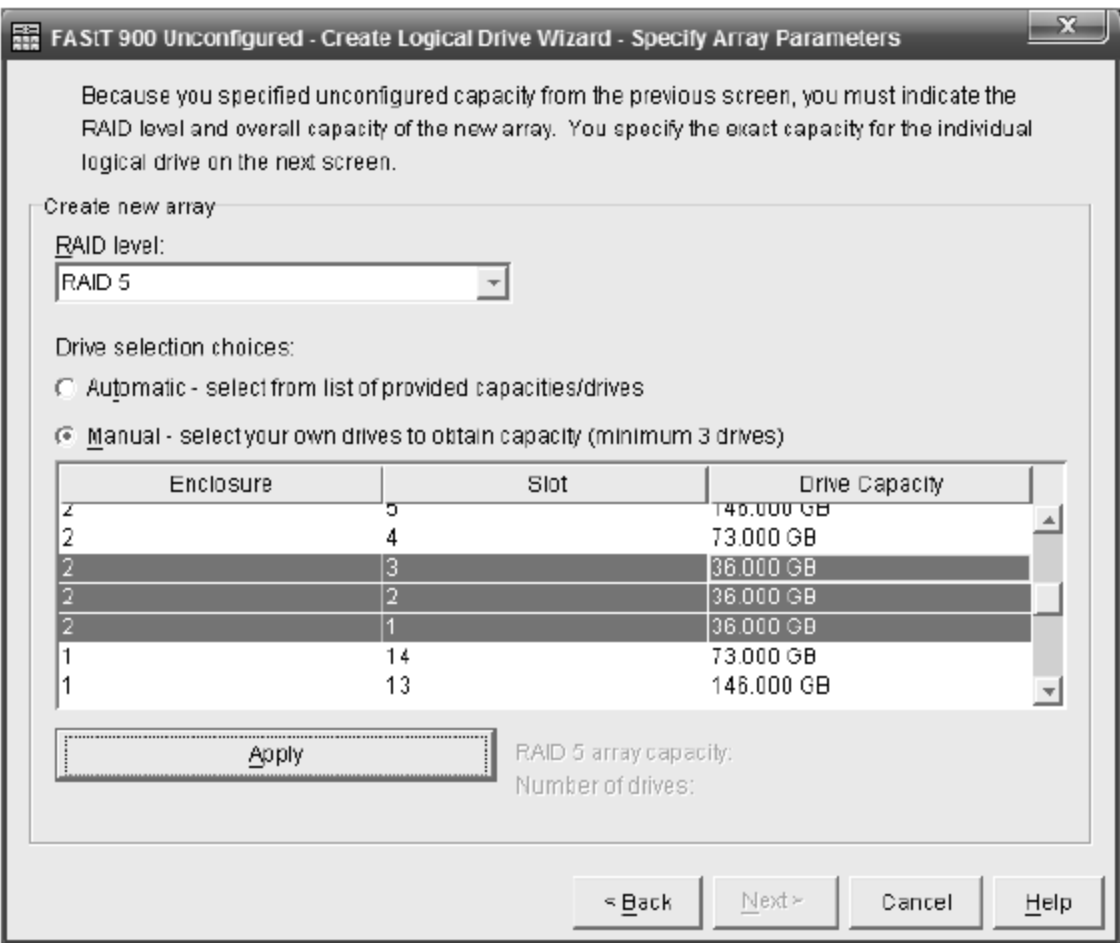 FAStT 900 Unconfigured - Create Logical Drive Wizard - Specify Array Parameters
Because you specified unconfigured capacity from the previous screen, you must indicate the
RAID level and overall capacity of the new array. You specify the exact capacity for the individual
logical drive on the next screen.
Create new array
RAID level:
RAID 5
Drive selection choices:
Automatic - select from list of provided capacities/drives
Manual - select your own drives to obtain capacity (minimum 3 drives)
Enclosure Slot Drive Capacity
2 5 146.000 GB
2 4 73.000 GB
2 3 36.000 GB
2 2 36.000 GB
2 1 36.000 GB
1 14 73.000 GB
1 13 146.000 GB
Apply
RAID 5 array capacity:
Number of drives:
< Back Next > Cancel Help